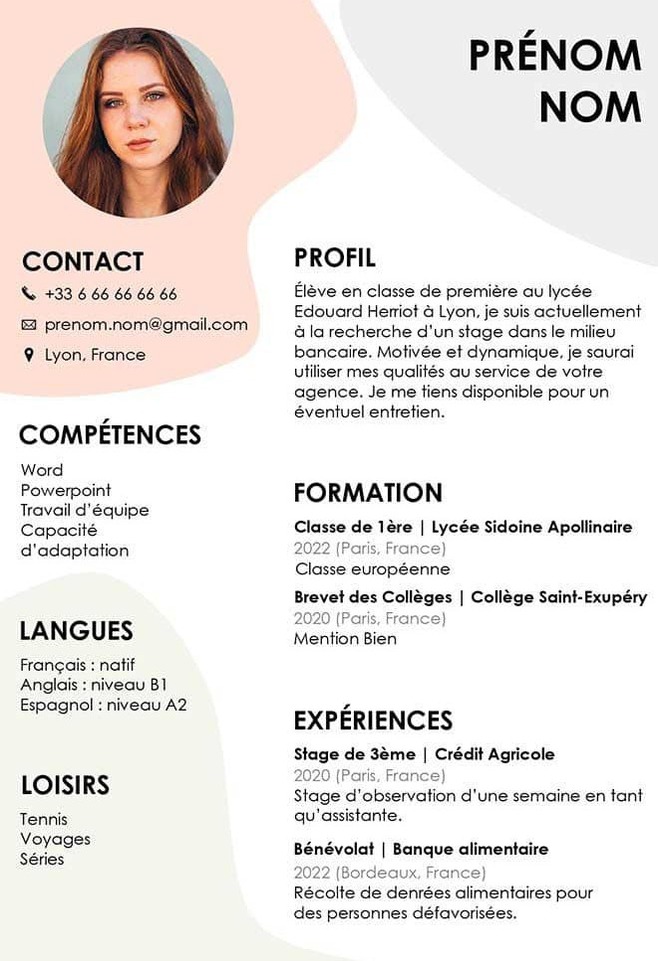 PRÉNOM
NOM
CONTACT
+33 6 66 66 66 66
prenom.nom@gmail.com
Lyon, France
COMPÉTENCES
Word
Powerpoint
Travail d'équipe
Capacité
d'adaptation
LANGUES
Français : natif
Anglais : niveau B1
Espagnol : niveau A2
LOISIRS
Tennis
Voyages
Séries
PROFIL
Élève en classe de première au lycée
Edouard Herriot à Lyon, je suis actuellement
à la recherche d'un stage dans le milieu
bancaire. Motivée et dynamique, je saurai
utiliser mes qualités au service de votre
agence. Je me tiens disponible pour un
éventuel entretien.
FORMATION
Classe de 1ère | Lycée Sidoine Apollinaire
2022 (Paris, France)
Classe européenne
Brevet des Collèges | Collège Saint-Exupéry
2020 (Paris, France)
Mention Bien
EXPÉRIENCES
Stage de 3ème | Crédit Agricole
2020 (Paris, France)
Stage d'observation d'une semaine en tant
qu'assistante.
Bénévolat | Banque alimentaire
2022 (Bordeaux, France)
Récolte de denrées alimentaires pour
des personnes défavorisées.